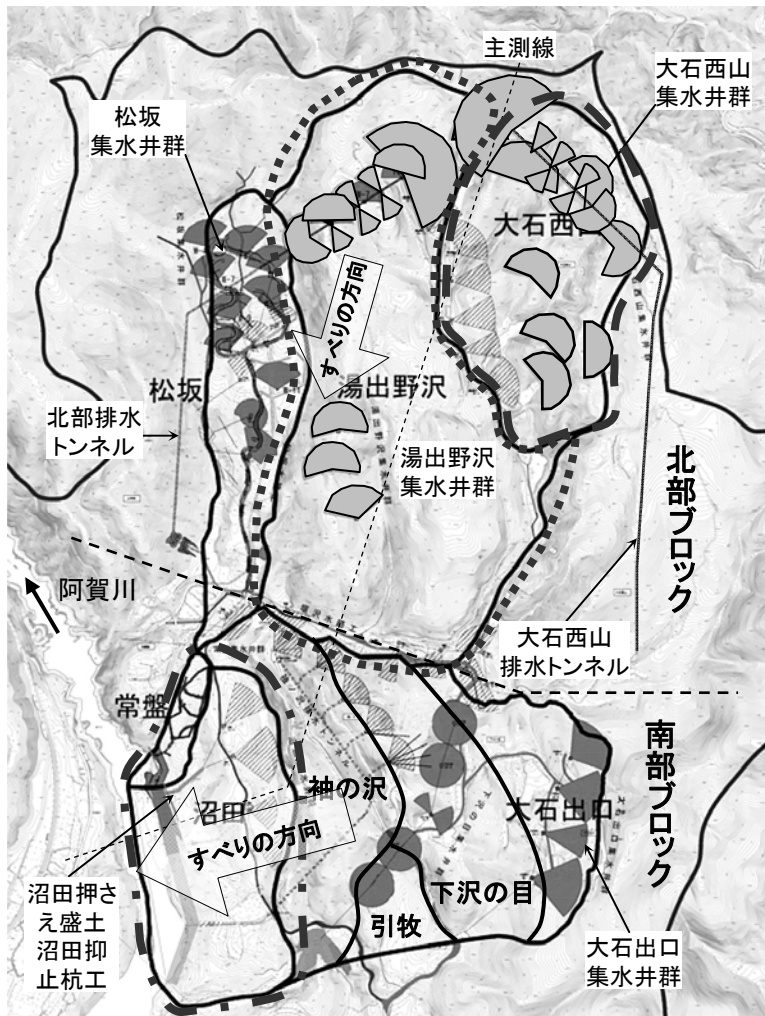 主測線
大石西山
集水井群
松坂
集水井群
大石西山
すべりの方向
松坂
湯出野沢
北部排水
トンネル
湯出野沢
集水井群
北部ブロック
阿賀川
大石西山
排水トンネル
常盤
南部ブロック
袖の沢
沼田
大石出口
すべりの方向
下沢の目
沼田押さ
え盛土
沼田抑
止杭工
引牧
大石出口
集水井群